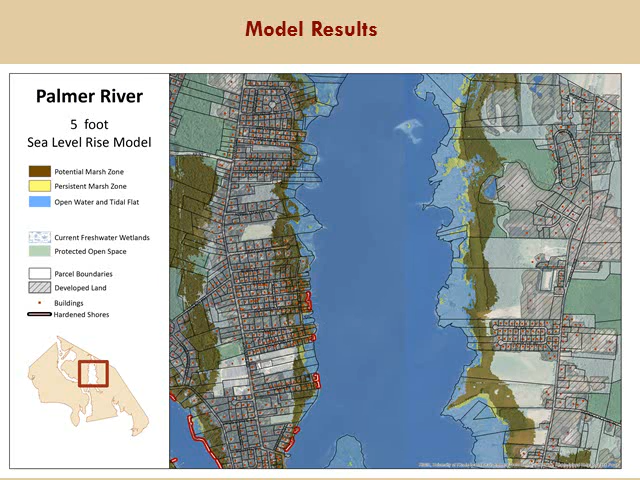 Model Results
Palmer River
5 foot
Sea Level Rise Model
Potential Marsh Zone
Persistent Marsh Zone
Open Water and Tidal Flat
Current Freshwater Wetlands
Protected Open Space
Parcel Boundaries
Developed Land
Buildings
Hardened Shores